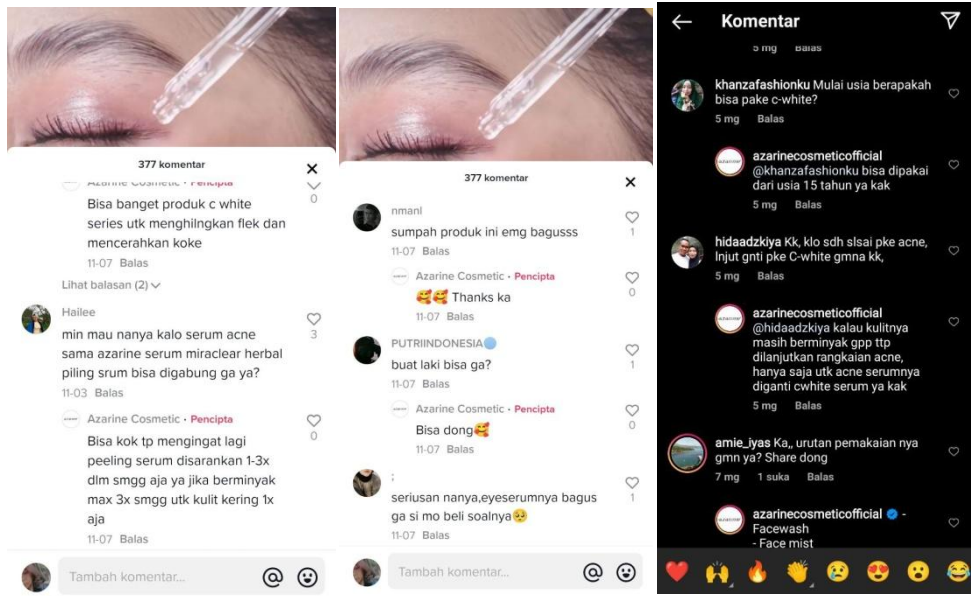 377 komentar
Azarine Cosmetic · Pencipta
0
Bisa banget produk c white
series utk menghilngkan flek dan
mencerahkan koke
11-07 Balas
Lihat balasan (2)
Hailee
min mau nanya kalo serum acne
sama azarine serum miraclear herbal
piling srum bisa digabung ga ya?
3
11-03 Balas
Azarine Cosmetic · Pencipta
Bisa kok tp mengingat lagi
peeling serum disarankan 1-3x
dlm smgg aja ya jika berminyak
max 3x smgg utk kulit kering 1x
aja
0
11-07 Balas
Tambah komentar...
377 komentar
nmanl
sumpah produk ini emg bagusss
1
11-07 Balas
Azarine Cosmetic · Pencipta
🥰🥰 Thanks ka
0
11-07 Balas
PUTRIINDONESIA🔵
buat laki bisa ga?
1
11-07 Balas
Azarine Cosmetic · Pencipta
Bisa dong🥰
0
11-07 Balas
;
seriusan nanya,eyeserumnya bagus
ga si mo beli soalnya🥺
1
11-07 Balas
Tambah komentar...
Komentar
5 mg Balas
khanzafashionku Mulai usia berapakah
bisa pake c-white?
5 mg Balas
azarinecosmeticofficial
@khanzafashionku bisa dipakai
dari usia 15 tahun ya kak
5 mg Balas
hidaadzkiya Kk, klo sdh slsai pke acne,
lnjut gnti pke C-white gmna kk,
5 mg Balas
azarinecosmeticofficial
@hidaadzkiya kalau kulitnya
masih berminyak gpp ttp
dilanjutkan rangkaian acne,
hanya saja utk acne serumnya
diganti cwhite serum ya kak
5 mg Balas
amie_iyas Ka,, urutan pemakaian nya
gmn ya? Share dong
7 mg 1 suka Balas
azarinecosmeticofficial -
Facewash
- Face mist